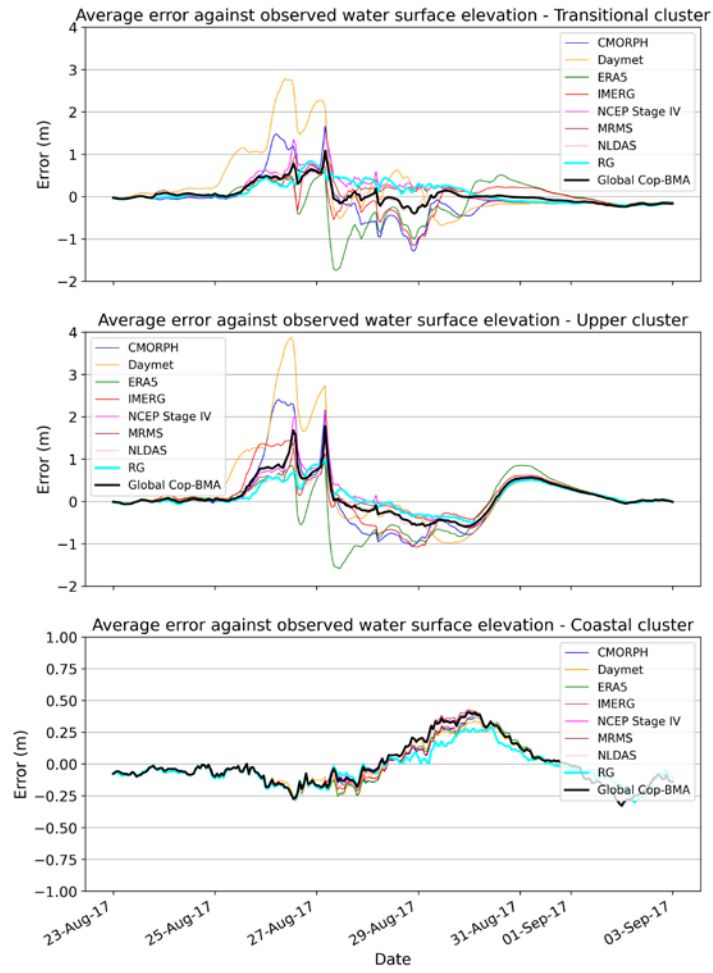 Average error against observed water surface elevation - Transitional cluster
4
3
2
1
0
−1
−2
Error (m)
CMORPH
Daymet
ERA5
IMERG
NCEP Stage IV
MRMS
NLDAS
RG
Global Cop-BMA
Average error against observed water surface elevation - Upper cluster
4
3
2
1
0
−1
−2
Error (m)
CMORPH
Daymet
ERA5
IMERG
NCEP Stage IV
MRMS
NLDAS
RG
Global Cop-BMA
Average error against observed water surface elevation - Coastal cluster
1.00
0.75
0.50
0.25
0.00
−0.25
−0.50
−0.75
−1.00
Error (m)
CMORPH
Daymet
ERA5
IMERG
NCEP Stage IV
MRMS
NLDAS
RG
Global Cop-BMA
23-Aug-17
25-Aug-17
27-Aug-17
29-Aug-17
31-Aug-17
01-Sep-17
03-Sep-17
Date